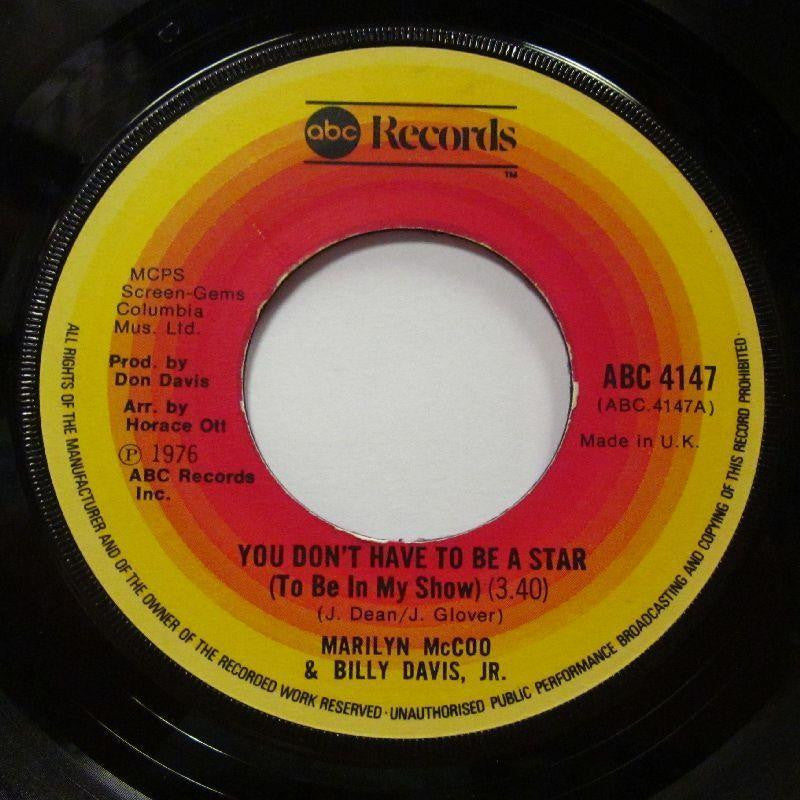 abc Records
™
MCPS
Screen-Gems
Columbia
Mus. Ltd.
Prod. by
Don Davis
Arr. by
Horace Ott
℗ 1976
ABC Records
Inc.
ABC 4147
(ABC.4147A)
Made in U.K.
YOU DON'T HAVE TO BE A STAR
(To Be In My Show) (3.40)
(J. Dean/J. Glover)
MARILYN McCOO
& BILLY DAVIS, JR.
ALL RIGHTS OF THE MANUFACTURER AND OF THE OWNER OF THE RECORDED WORK RESERVED · UNAUTHORISED PUBLIC PERFORMANCE BROADCASTING AND COPYING OF THIS RECORD PROHIBITED ·